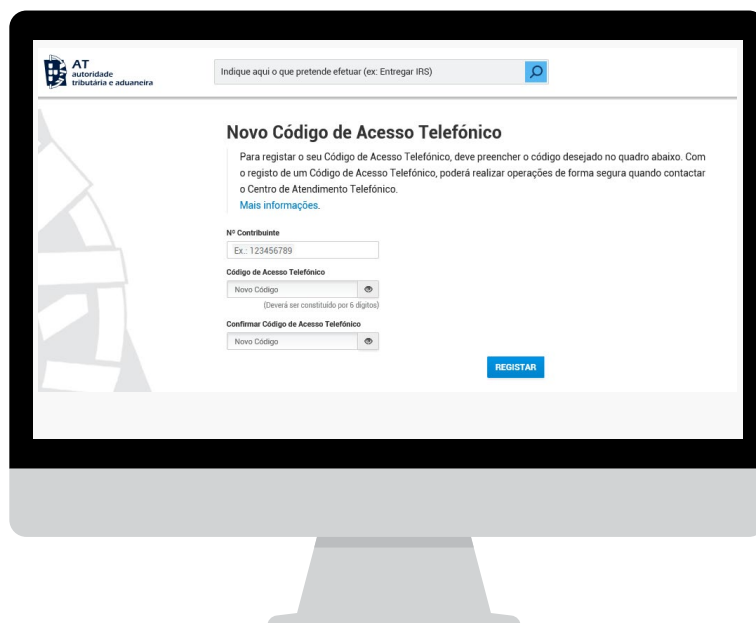 AT
autoridade
tributária e aduaneira
Indique aqui o que pretende efetuar (ex: Entregar IRS)
Novo Código de Acesso Telefónico
Para registar o seu Código de Acesso Telefónico, deve preencher o código desejado no quadro abaixo. Com
o registo de um Código de Acesso Telefónico, poderá realizar operações de forma segura quando contactar
o Centro de Atendimento Telefónico.
Mais informações.
Nº Contribuinte
Ex.: 123456789
Código de Acesso Telefónico
Novo Código
(Deverá ser constituído por 6 dígitos)
Confirmar Código de Acesso Telefónico
Novo Código
REGISTAR